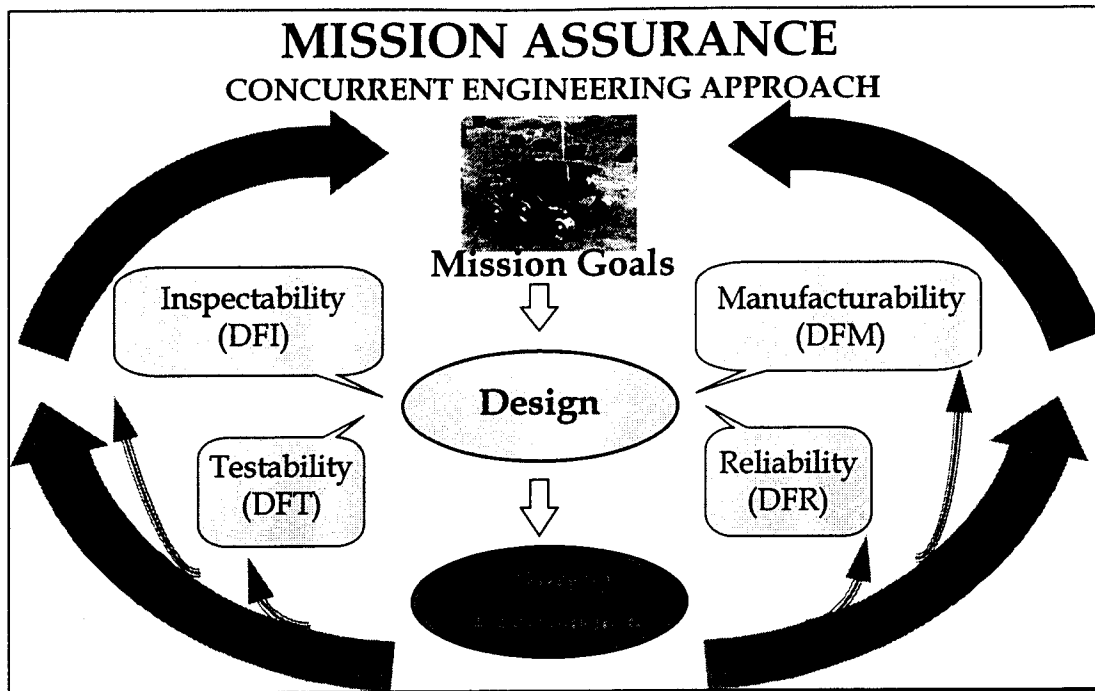 MISSION ASSURANCE
CONCURRENT ENGINEERING APPROACH
Mission Goals
Inspectability
(DFI)
Manufacturability
(DFM)
Design
Testability
(DFT)
Reliability
(DFR)